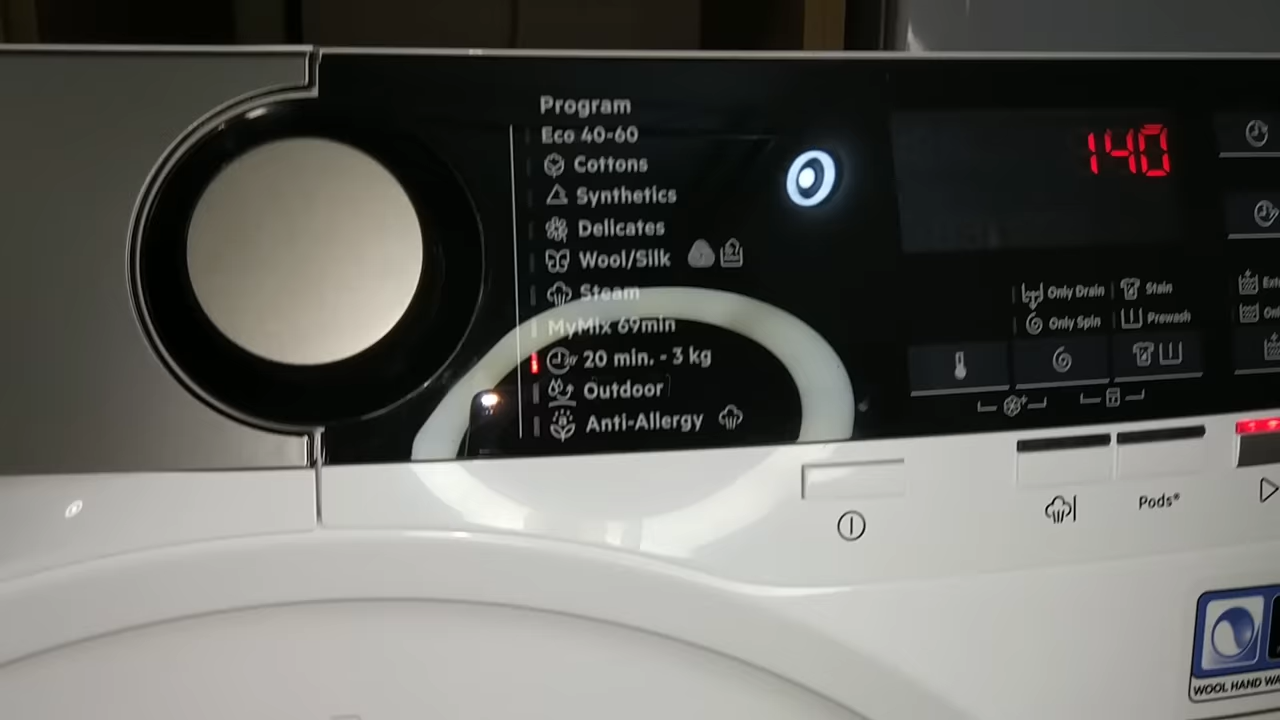 Program
Eco 40-60
Cottons
Synthetics
Delicates
Wool/Silk
Steam
MyMix 69min
20 min. - 3 kg
Outdoor
Anti-Allergy
140
Only Drain
Stain
Only Spin
Prewash
Pods®
WOOL HAND